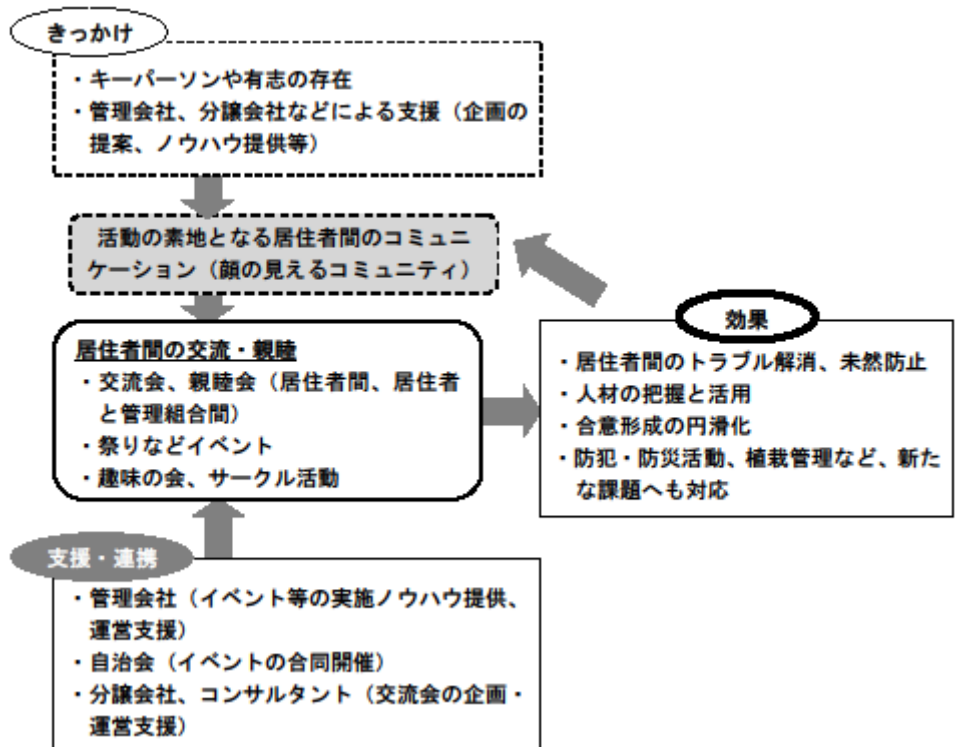 きっかけ
・キーパーソンや有志の存在
・管理会社、分譲会社などによる支援（企画の
提案、ノウハウ提供等）
活動の素地となる居住者間のコミュニ
ケーション（顔の見えるコミュニティ）
居住者間の交流・親睦
・交流会、親睦会（居住者間、居住者
と管理組合間）
・祭りなどイベント
・趣味の会、サークル活動
効果
・居住者間のトラブル解消、未然防止
・人材の把握と活用
・合意形成の円滑化
・防犯・防災活動、植栽管理など、新た
な課題へも対応
支援・連携
・管理会社（イベント等の実施ノウハウ提供、
運営支援）
・自治会（イベントの合同開催）
・分譲会社、コンサルタント（交流会の企画・
運営支援）